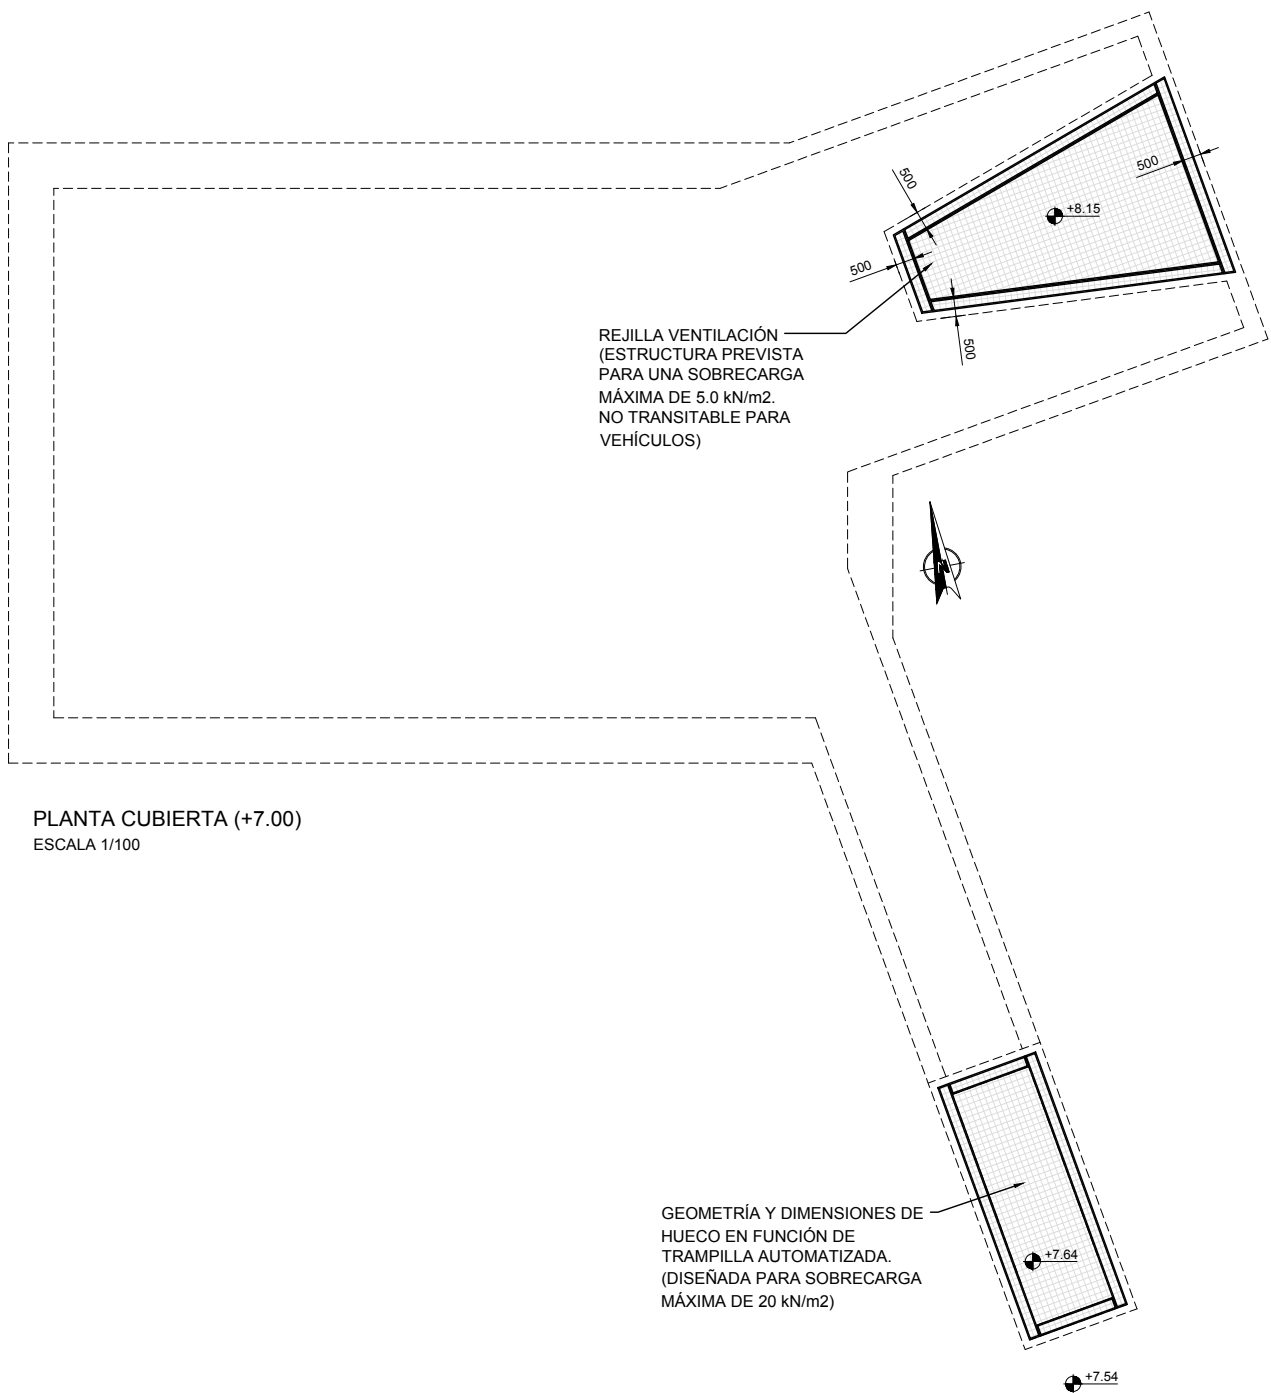 500
500
+8.15
500
500
REJILLA VENTILACIÓN
(ESTRUCTURA PREVISTA
PARA UNA SOBRECARGA
MÁXIMA DE 5.0 kN/m2.
NO TRANSITABLE PARA
VEHÍCULOS)
N
PLANTA CUBIERTA (+7.00)
ESCALA 1/100
GEOMETRÍA Y DIMENSIONES DE
HUECO EN FUNCIÓN DE
TRAMPILLA AUTOMATIZADA.
(DISEÑADA PARA SOBRECARGA
MÁXIMA DE 20 kN/m2)
+7.64
+7.54